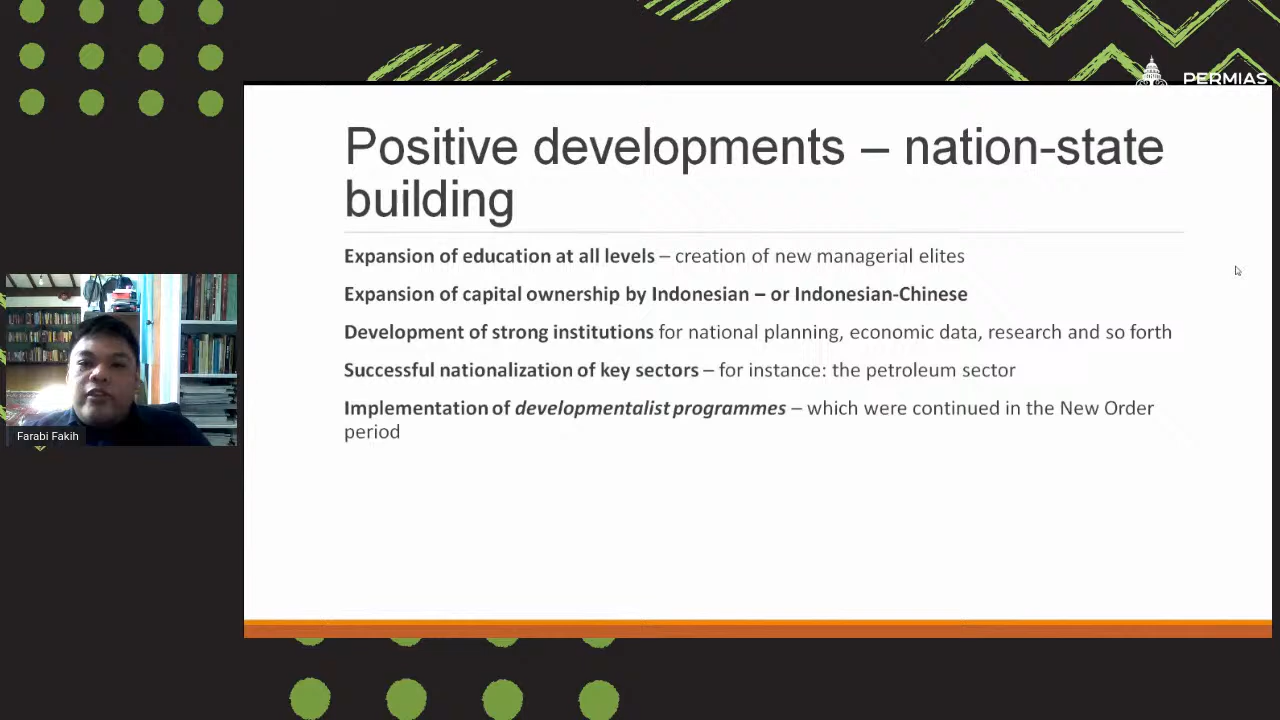 PERMIAS
Positive developments – nation-state
building
Expansion of education at all levels – creation of new managerial elites
Expansion of capital ownership by Indonesian – or Indonesian-Chinese
Development of strong institutions for national planning, economic data, research and so forth
Successful nationalization of key sectors – for instance: the petroleum sector
Implementation of developmentalist programmes – which were continued in the New Order
period
Farabi Fakih